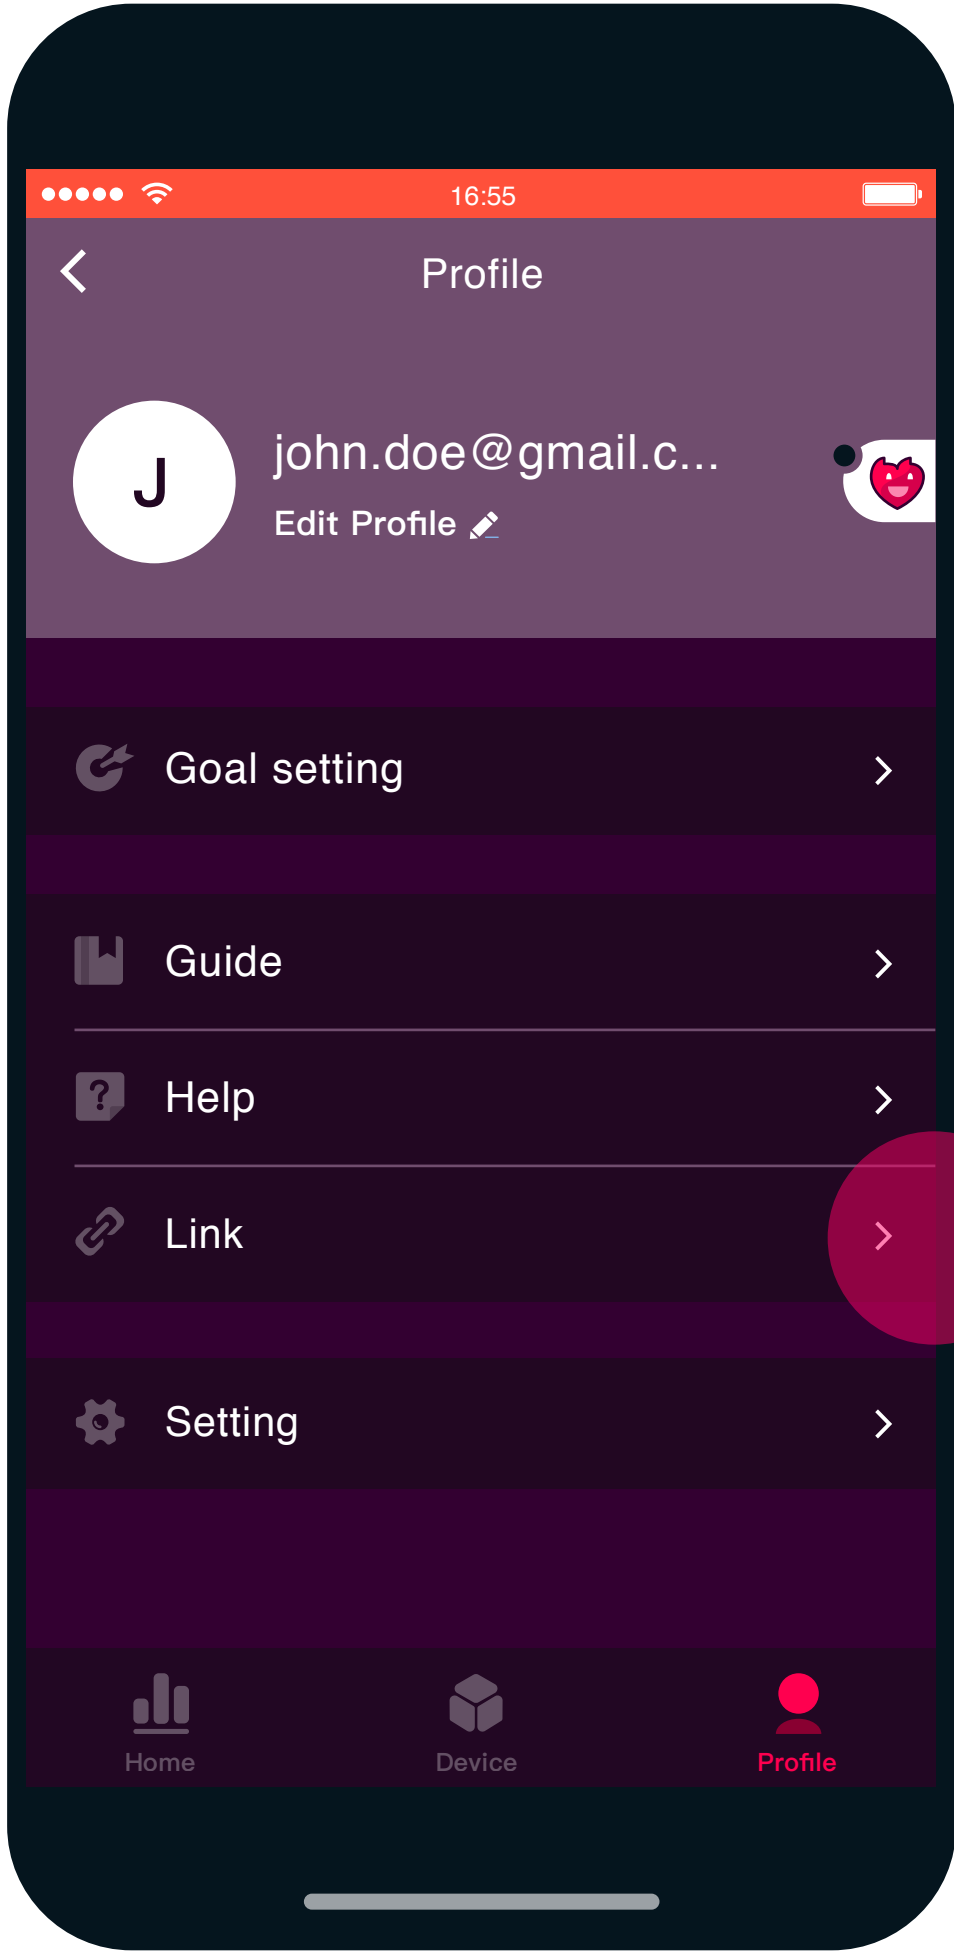 16:55
Profile
J
john.doe@gmail.c...
Edit Profile
Goal setting
Guide
Help
Link
Setting
Home
Device
Profile